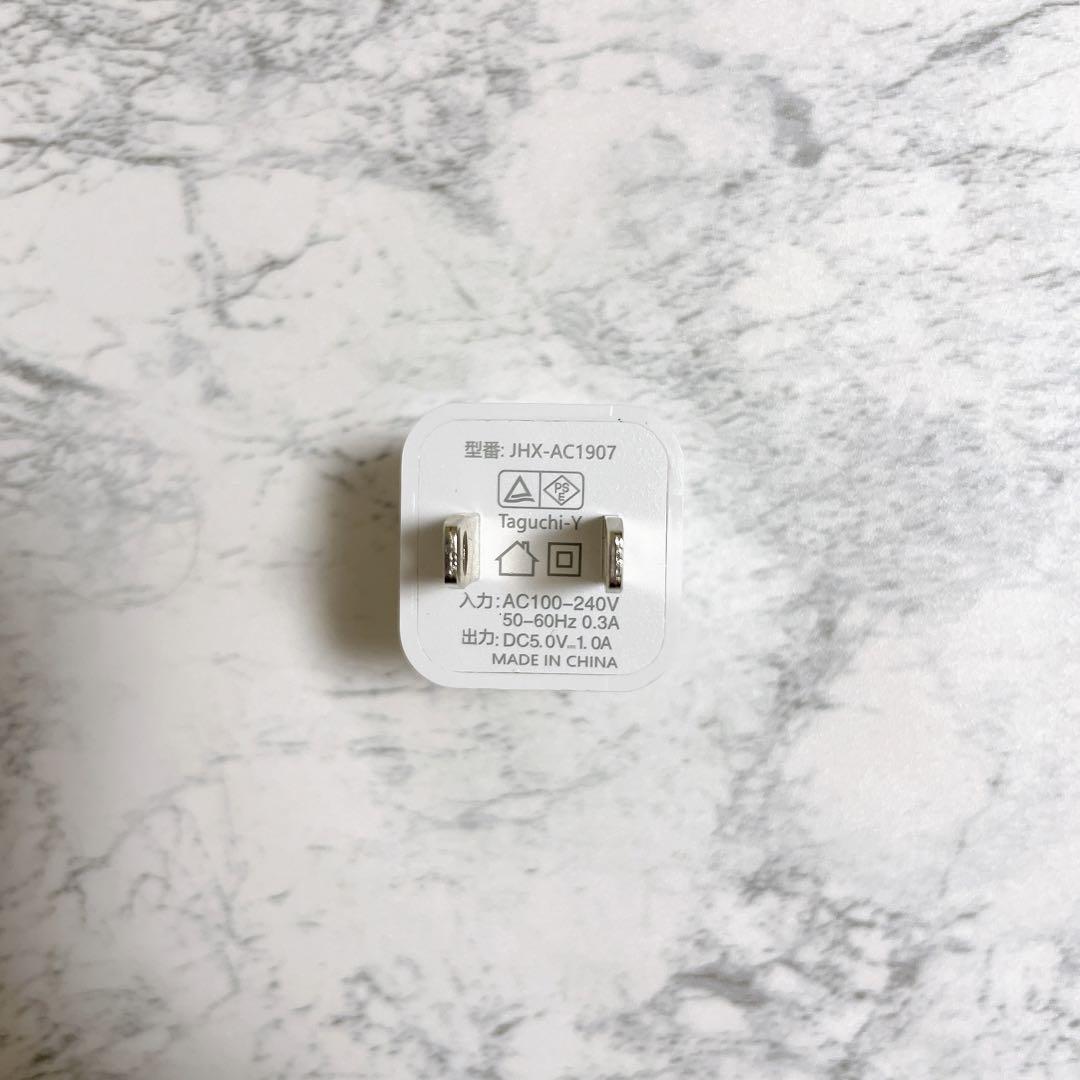 型番: JHX-AC1907
PSE
Taguchi-Y
入力: AC100-240V
50-60Hz 0.3A
出力: DC5.0V⎓1.0A
MADE IN CHINA